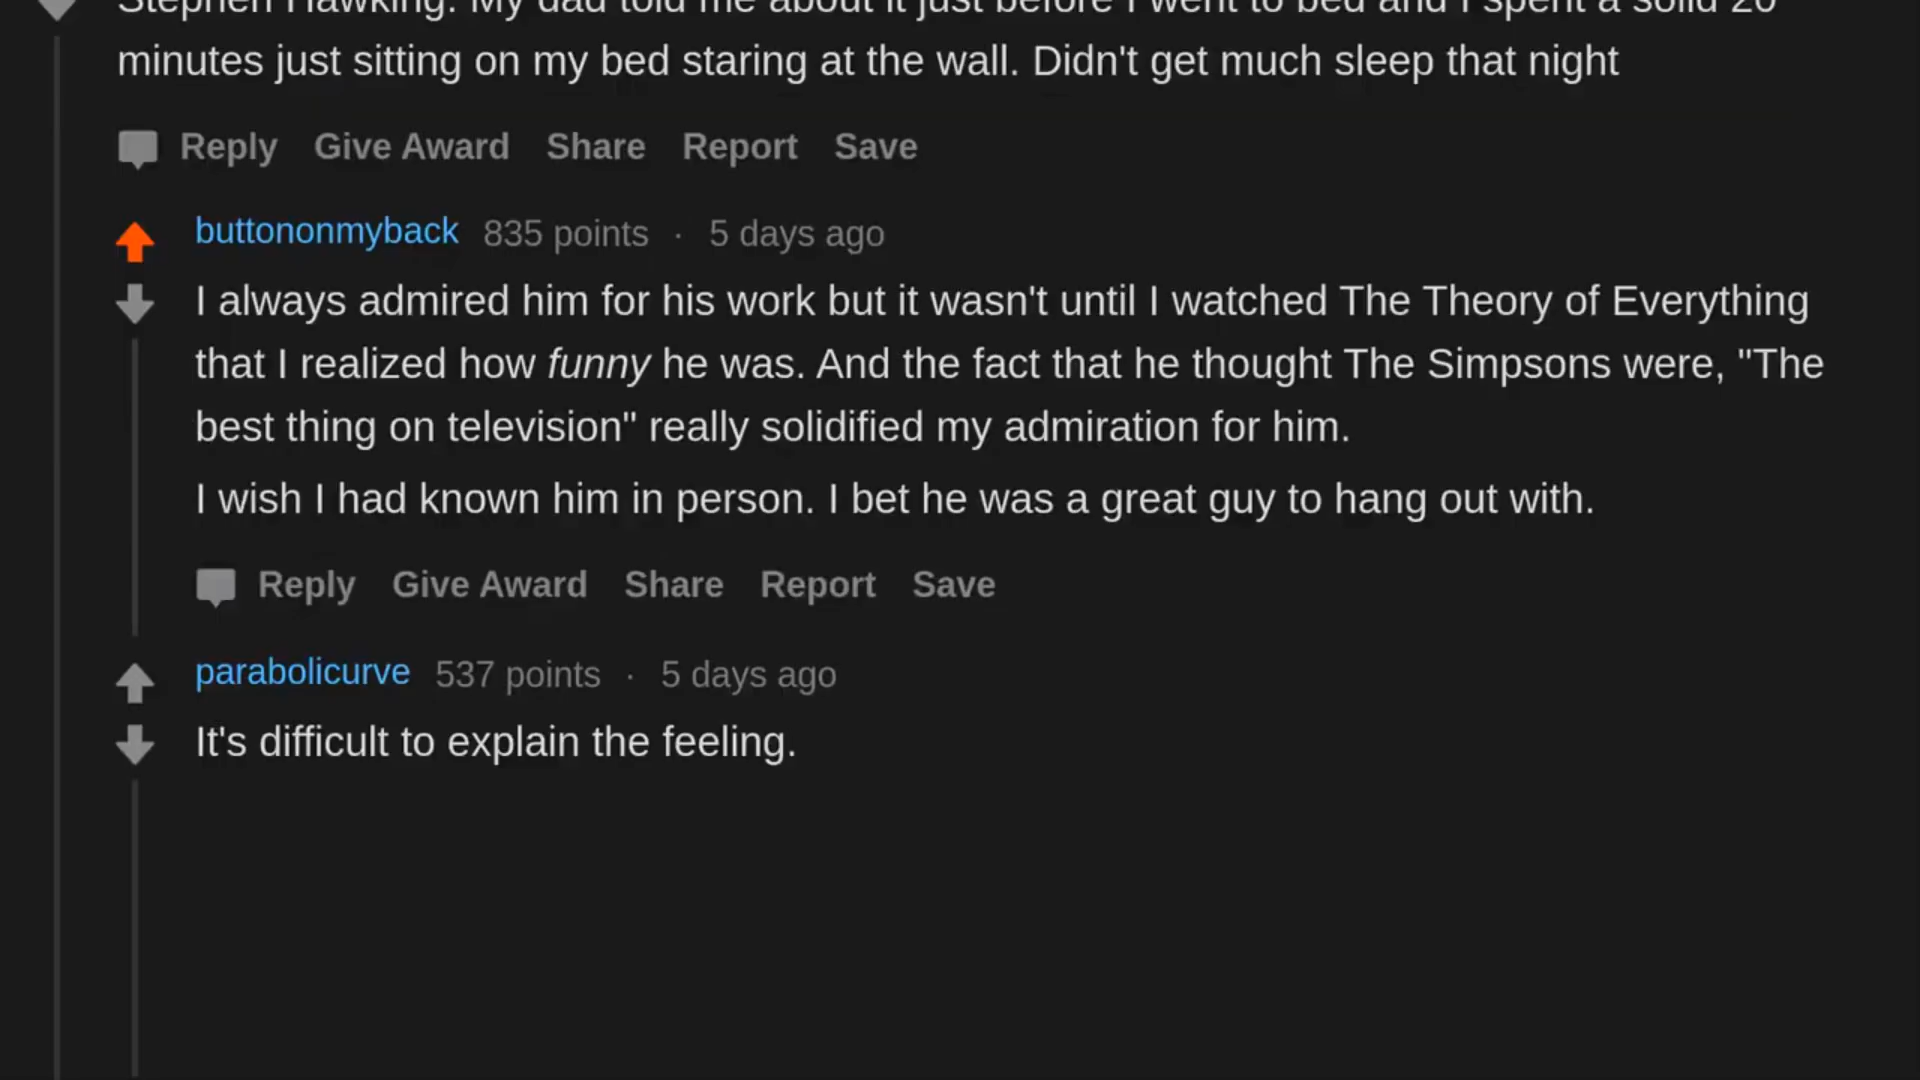 Stephen Hawking. My dad told me about it just before I went to bed and I spent a solid 20
minutes just sitting on my bed staring at the wall. Didn't get much sleep that night
Reply Give Award Share Report Save
buttononmyback 835 points · 5 days ago
I always admired him for his work but it wasn't until I watched The Theory of Everything
that I realized how funny he was. And the fact that he thought The Simpsons were, "The
best thing on television" really solidified my admiration for him.
I wish I had known him in person. I bet he was a great guy to hang out with.
Reply Give Award Share Report Save
parabolicurve 537 points · 5 days ago
It's difficult to explain the feeling.